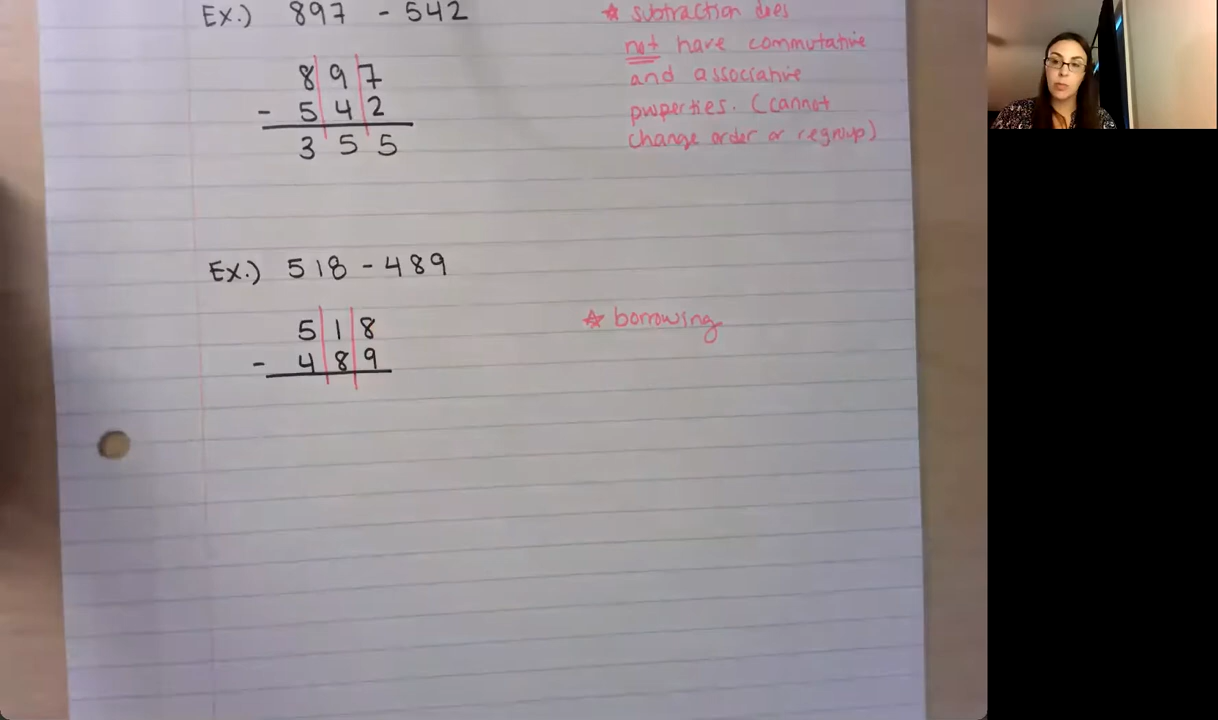 Ex.) 897 - 542
897
- 542
355
☆ subtraction does
not have commutative
and associative
properties. (cannot
change order or regroup)
Ex.) 518 - 489
518
- 489
☆ borrowing